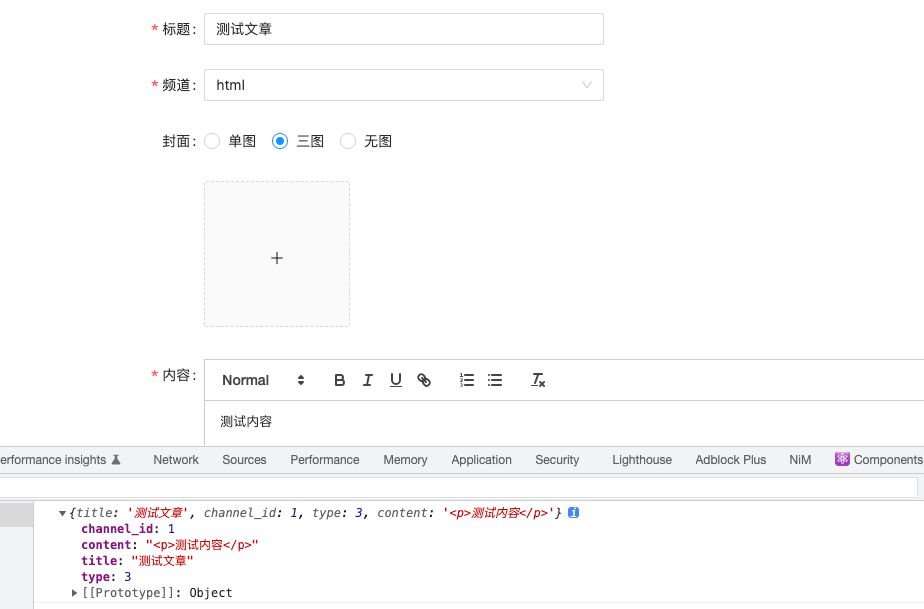 * 标题: 测试文章
* 频道: html
封面: 单图 三图 无图
+
* 内容: Normal B I U Tx
测试内容
erformance insights Network Sources Performance Memory Application Security Lighthouse Adblock Plus NiM Components
{title: '测试文章', channel_id: 1, type: 3, content: '<p>测试内容</p>'} i
channel_id: 1
content: "<p>测试内容</p>"
title: "测试文章"
type: 3
[[Prototype]]: Object